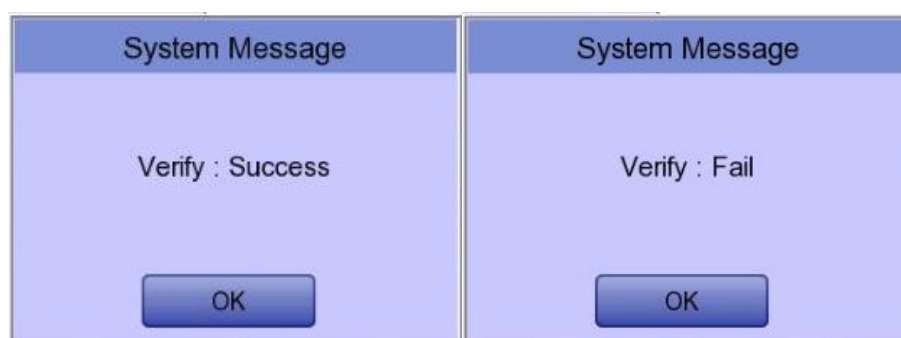 System Message
Verify : Success
OK
System Message
Verify : Fail
OK